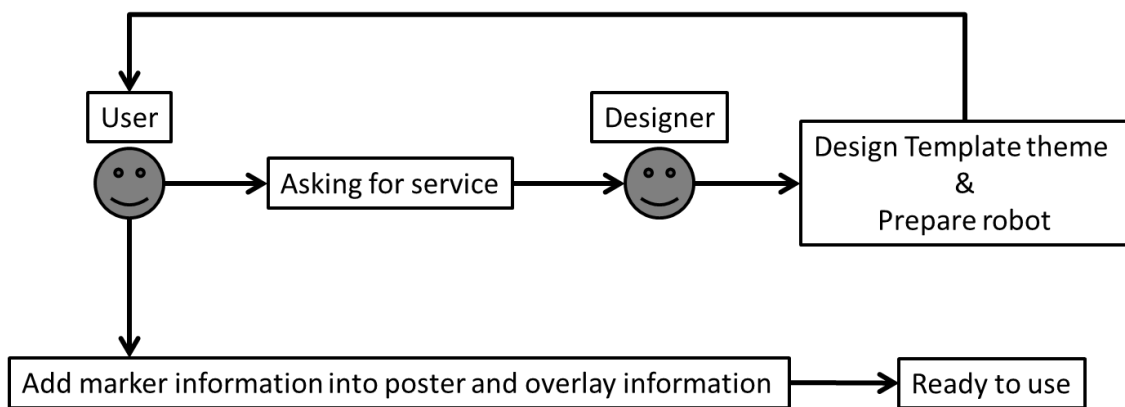 User
Designer
Asking for service
Design Template theme
&
Prepare robot
Add marker information into poster and overlay information
Ready to use